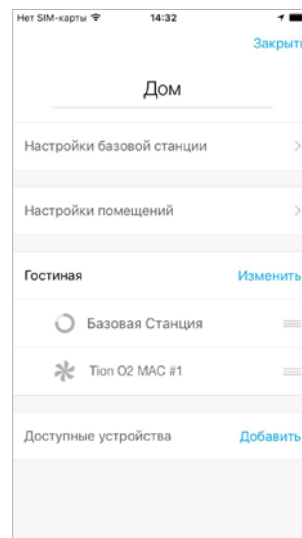 Нет SIM-карты 14:32
Закрыть
Дом
Настройки базовой станции
Настройки помещений
Гостиная Изменить
Базовая Станция
Tion O2 MAC #1
Доступные устройства Добавить